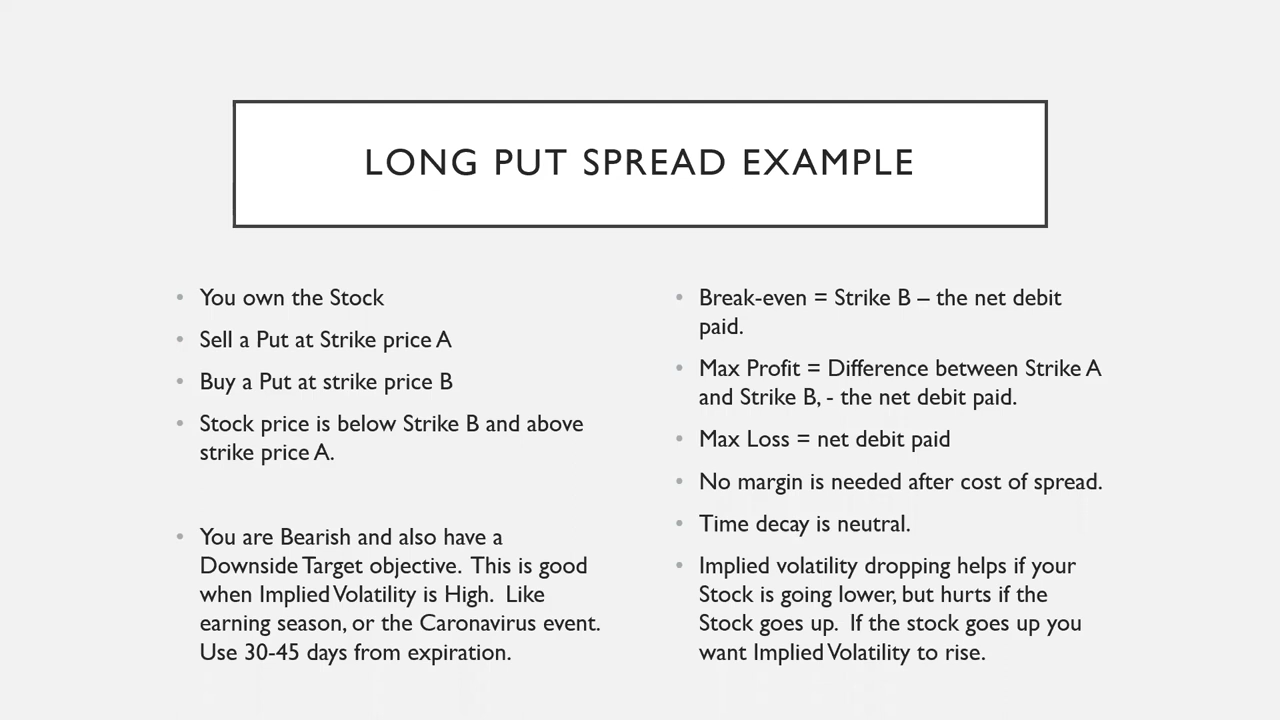 LONG PUT SPREAD EXAMPLE
• You own the Stock
• Sell a Put at Strike price A
• Buy a Put at strike price B
• Stock price is below Strike B and above
strike price A.
• You are Bearish and also have a
Downside Target objective.  This is good
when Implied Volatility is High.  Like
earning season, or the Caronavirus event.
Use 30-45 days from expiration.
• Break-even = Strike B – the net debit
paid.
• Max Profit = Difference between Strike A
and Strike B, - the net debit paid.
• Max Loss = net debit paid
• No margin is needed after cost of spread.
• Time decay is neutral.
• Implied volatility dropping helps if your
Stock is going lower, but hurts if the
Stock goes up.  If the stock goes up you
want Implied Volatility to rise.